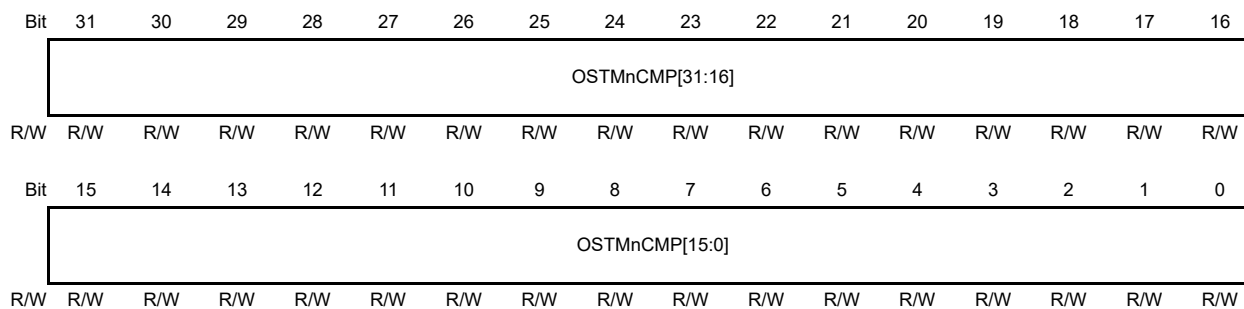 Bit 31 30 29 28 27 26 25 24 23 22 21 20 19 18 17 16
OSTMnCMP[31:16]
R/W R/W R/W R/W R/W R/W R/W R/W R/W R/W R/W R/W R/W R/W R/W R/W R/W
Bit 15 14 13 12 11 10 9 8 7 6 5 4 3 2 1 0
OSTMnCMP[15:0]
R/W R/W R/W R/W R/W R/W R/W R/W R/W R/W R/W R/W R/W R/W R/W R/W R/W